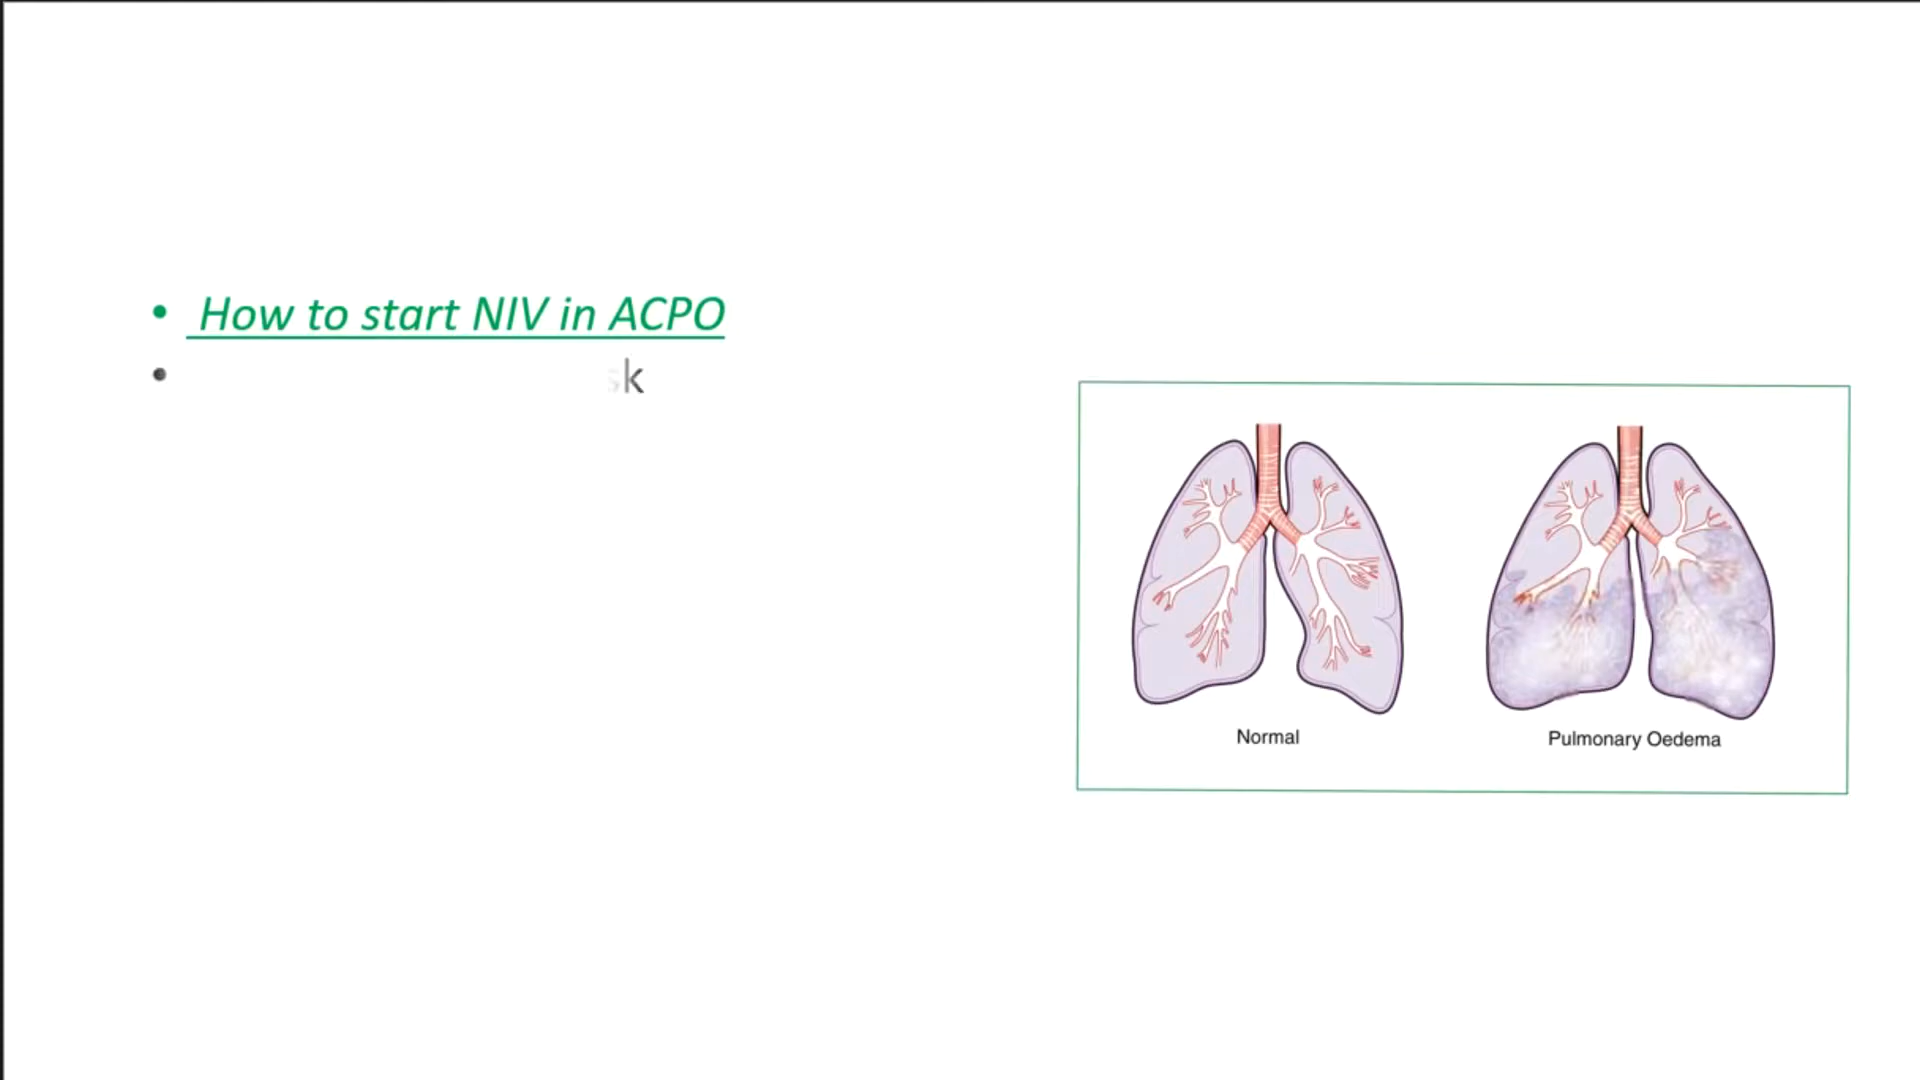 • How to start NIV in ACPO
•
Normal
Pulmonary Oedema